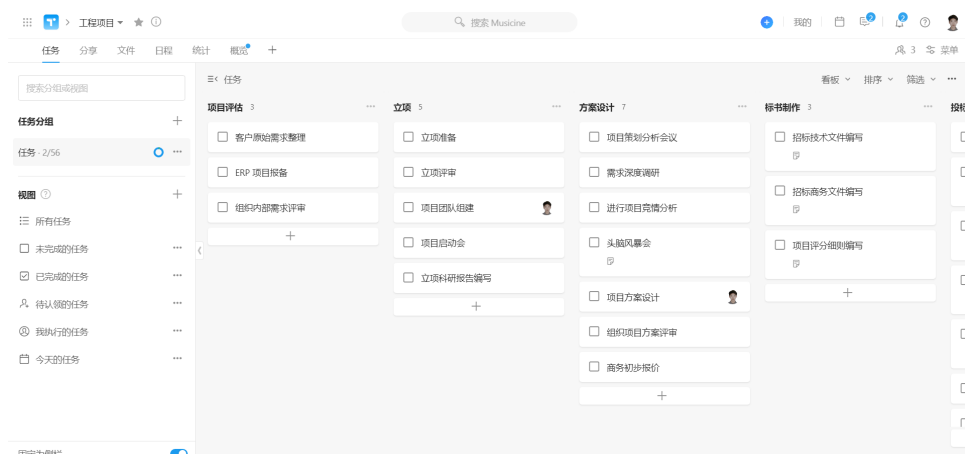 工程项目
搜索 Musicine
我的
2
2
任务 分享 文件 日程 统计 概览
3 菜单
搜索分组或视图
任务分组
任务 · 2/56
视图
所有任务
未完成的任务
已完成的任务
待认领的任务
我执行的任务
今天的任务
固定为侧栏
任务
看板 排序 筛选
项目评估 3
客户原始需求整理
ERP 项目报备
组织内部需求评审
立项 5
立项准备
立项评审
项目团队组建
项目启动会
立项科研报告编写
方案设计 7
项目策划分析会议
需求深度调研
进行项目竞情分析
头脑风暴会
项目方案设计
组织项目方案评审
商务初步报价
标书制作 3
招标技术文件编写
招标商务文件编写
项目评分细则编写
投标